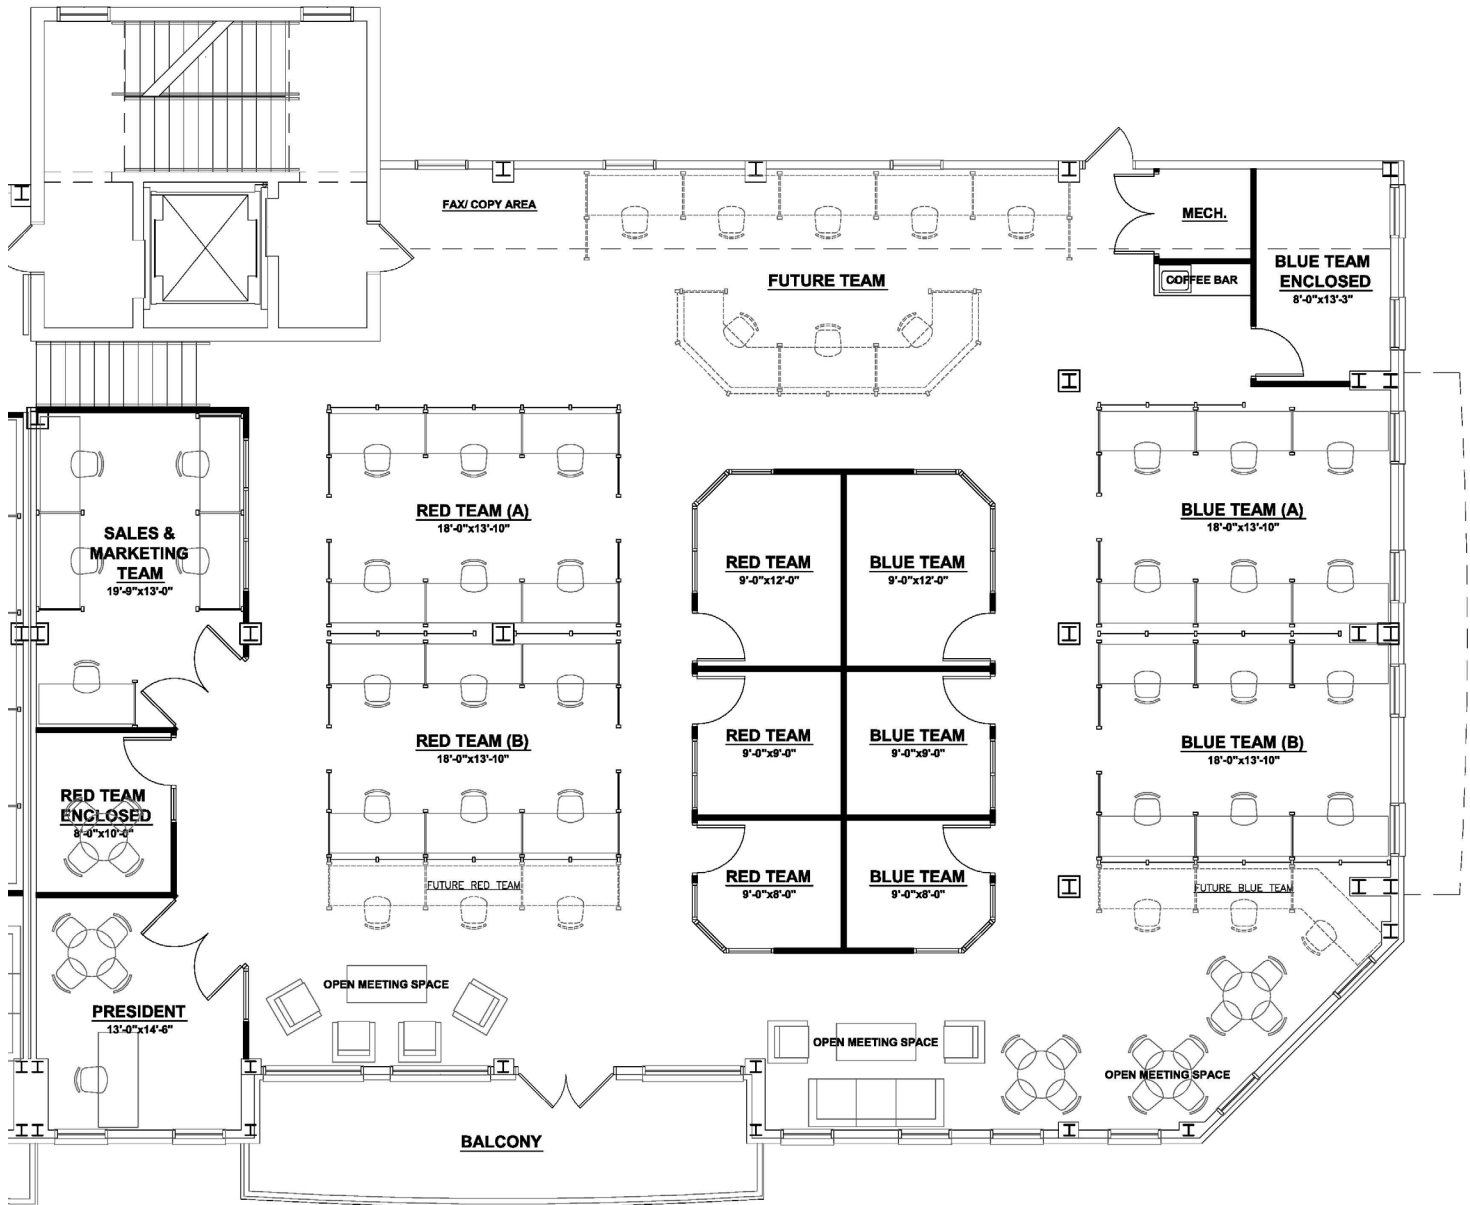 FAX/ COPY AREA
MECH.
FUTURE TEAM
COFFEE BAR
BLUE TEAM
ENCLOSED
8'-0"x13'-3"
SALES &
MARKETING
TEAM
19'-9"x13'-0"
RED TEAM (A)
18'-0"x13'-10"
RED TEAM
9'-0"x12'-0"
BLUE TEAM
9'-0"x12'-0"
BLUE TEAM (A)
18'-0"x13'-10"
RED TEAM (B)
18'-0"x13'-10"
RED TEAM
9'-0"x9'-0"
BLUE TEAM
9'-0"x9'-0"
BLUE TEAM (B)
18'-0"x13'-10"
RED TEAM
ENCLOSED
8'-0"x10'-0"
FUTURE RED TEAM
RED TEAM
9'-0"x8'-0"
BLUE TEAM
9'-0"x8'-0"
FUTURE BLUE TEAM
OPEN MEETING SPACE
PRESIDENT
13'-0"x14'-6"
OPEN MEETING SPACE
OPEN MEETING SPACE
BALCONY